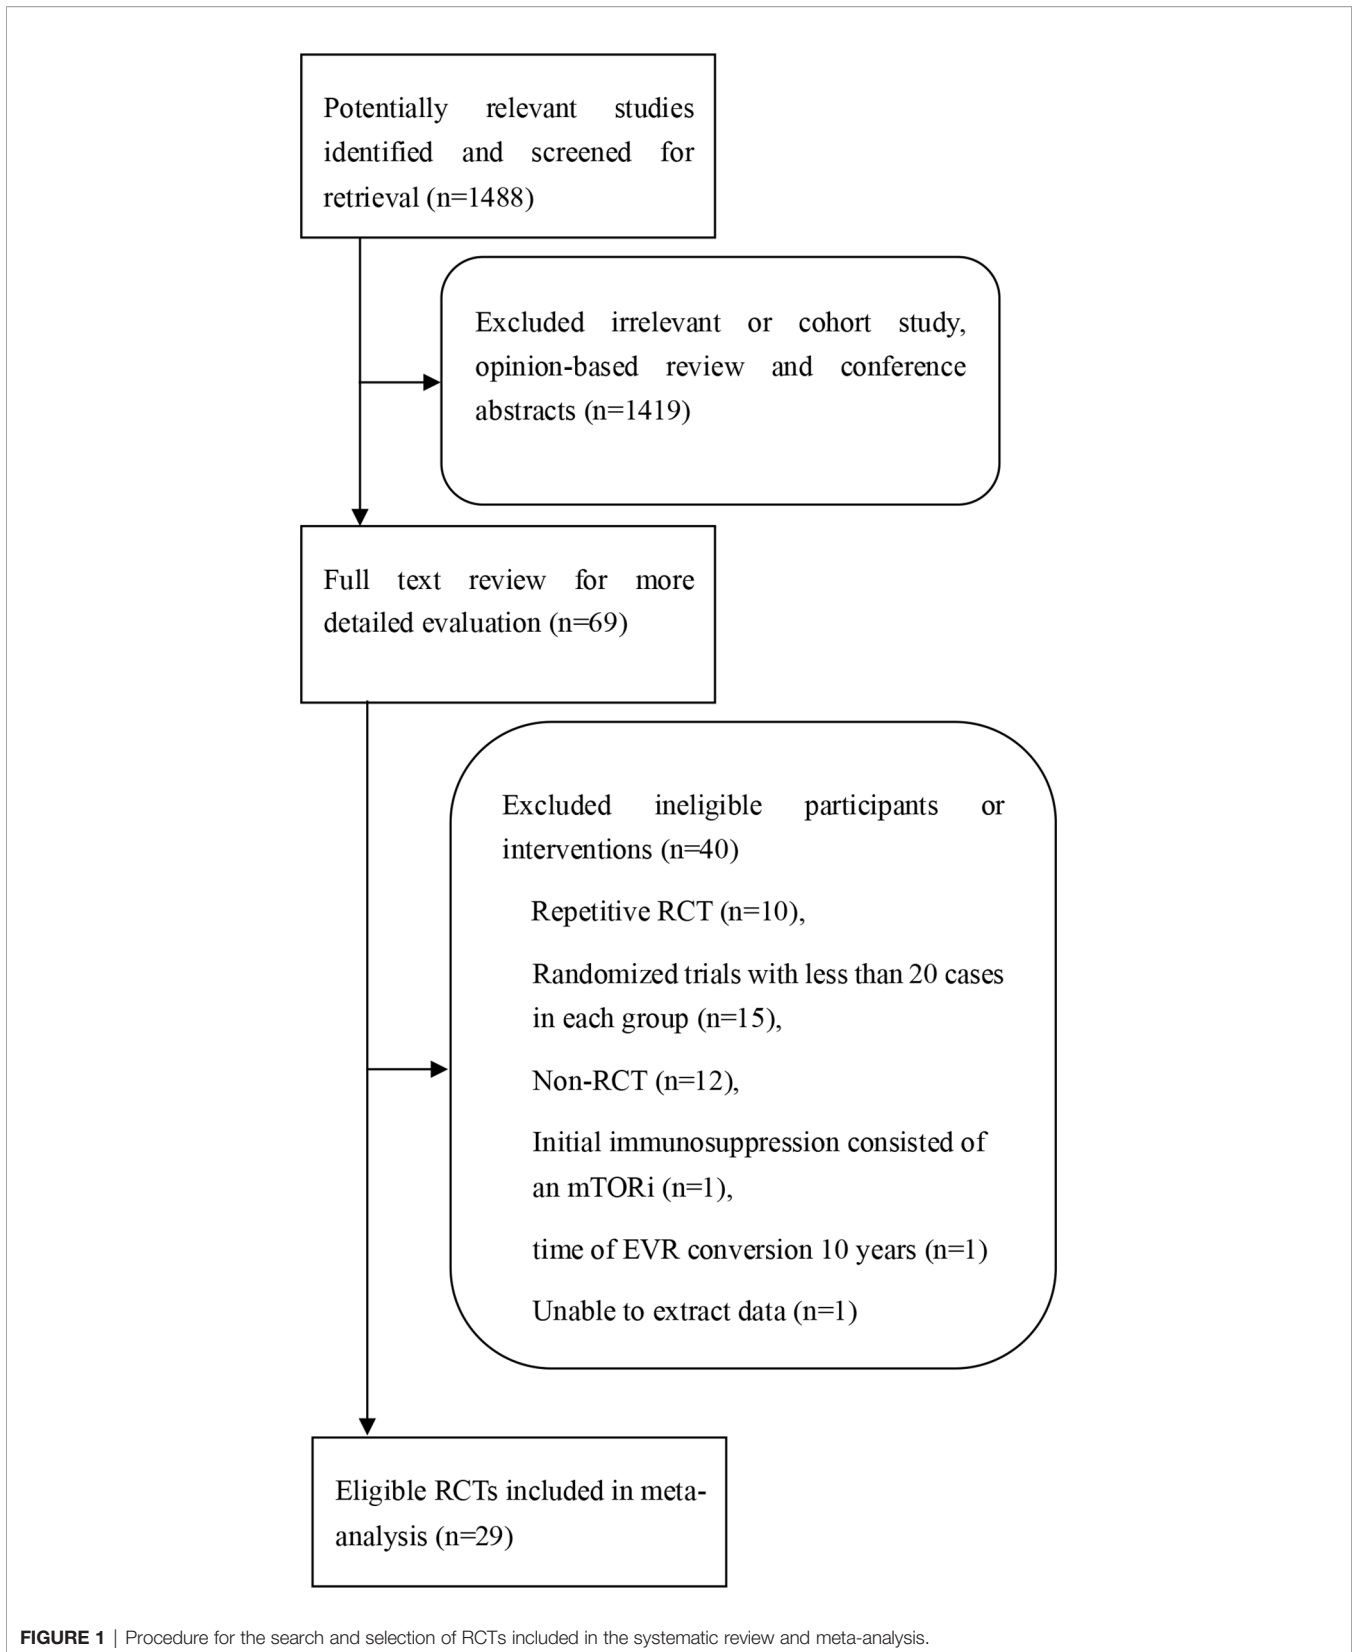 Potentially relevant studies
identified and screened for
retrieval (n=1488)
Excluded irrelevant or cohort study,
opinion-based review and conference
abstracts (n=1419)
Full text review for more
detailed evaluation (n=69)
Excluded ineligible participants or
interventions (n=40)
Repetitive RCT (n=10),
Randomized trials with less than 20 cases
in each group (n=15),
Non-RCT (n=12),
Initial immunosuppression consisted of
an mTORi (n=1),
time of EVR conversion 10 years (n=1)
Unable to extract data (n=1)
Eligible RCTs included in meta-
analysis (n=29)
FIGURE 1 | Procedure for the search and selection of RCTs included in the systematic review and meta-analysis.